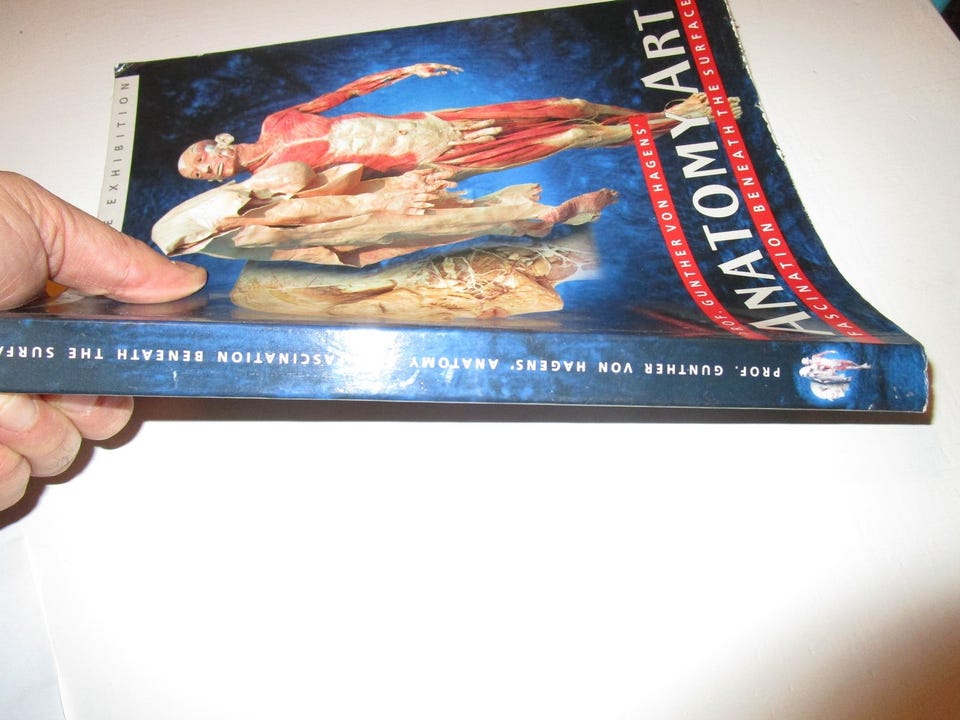 PROF. GUNTHER VON HAGENS'
ANATOMY ART
FASCINATION BENEATH THE SURFACE
EXHIBITION
PROF. GUNTHER VON HAGENS' ANATOMY FASCINATION BENEATH THE SURFA